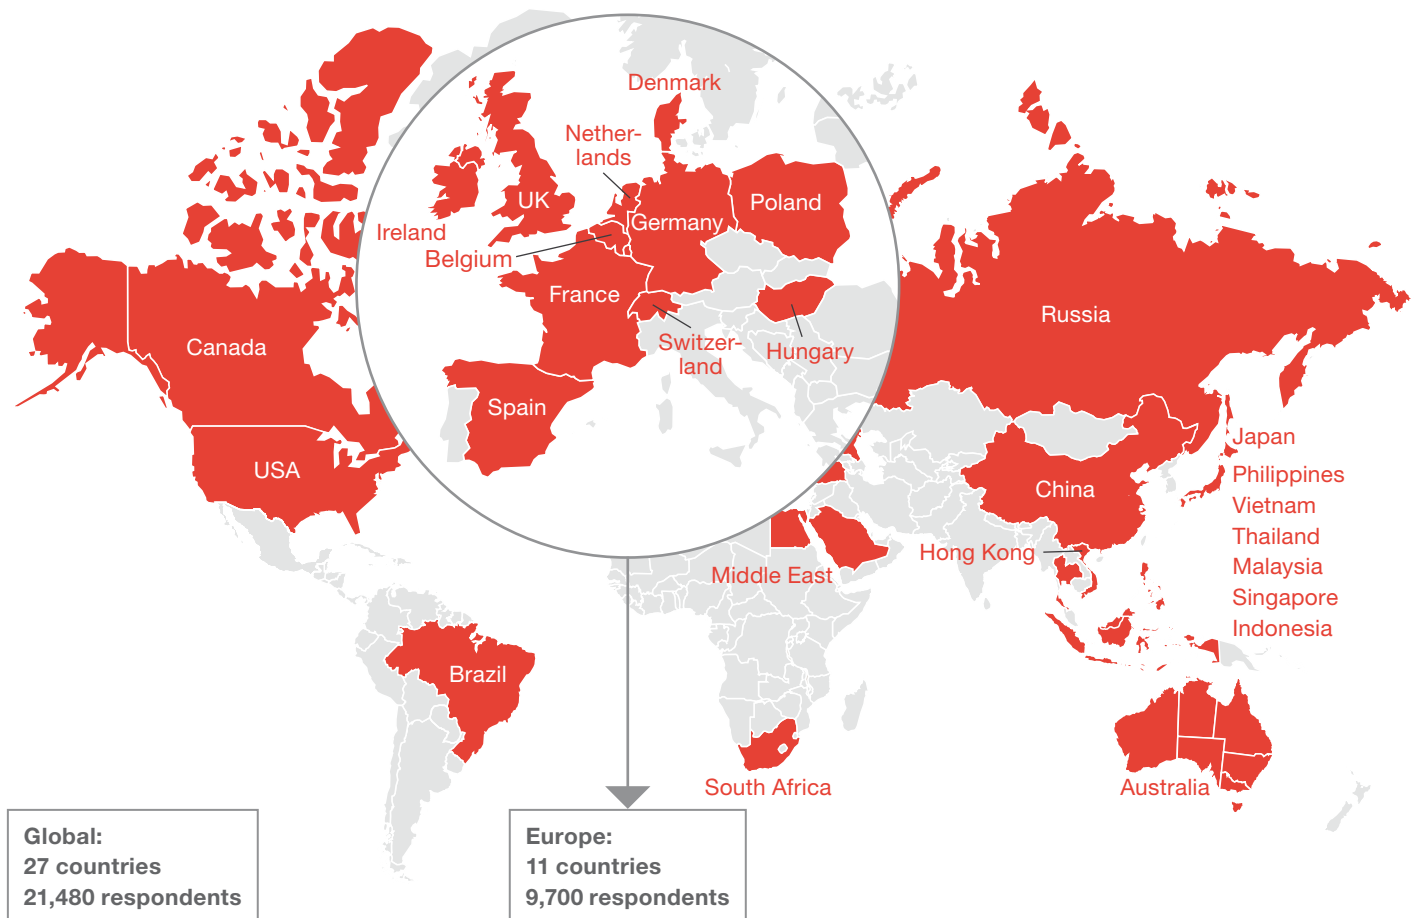 Denmark
Nether-
lands
UK
Poland
Ireland
Germany
Belgium
France
Switzer-
land
Hungary
Spain
Canada
USA
Russia
China
Japan
Philippines
Vietnam
Thailand
Malaysia
Singapore
Indonesia
Hong Kong
Middle East
Brazil
South Africa
Australia
Global:
27 countries
21,480 respondents
Europe:
11 countries
9,700 respondents